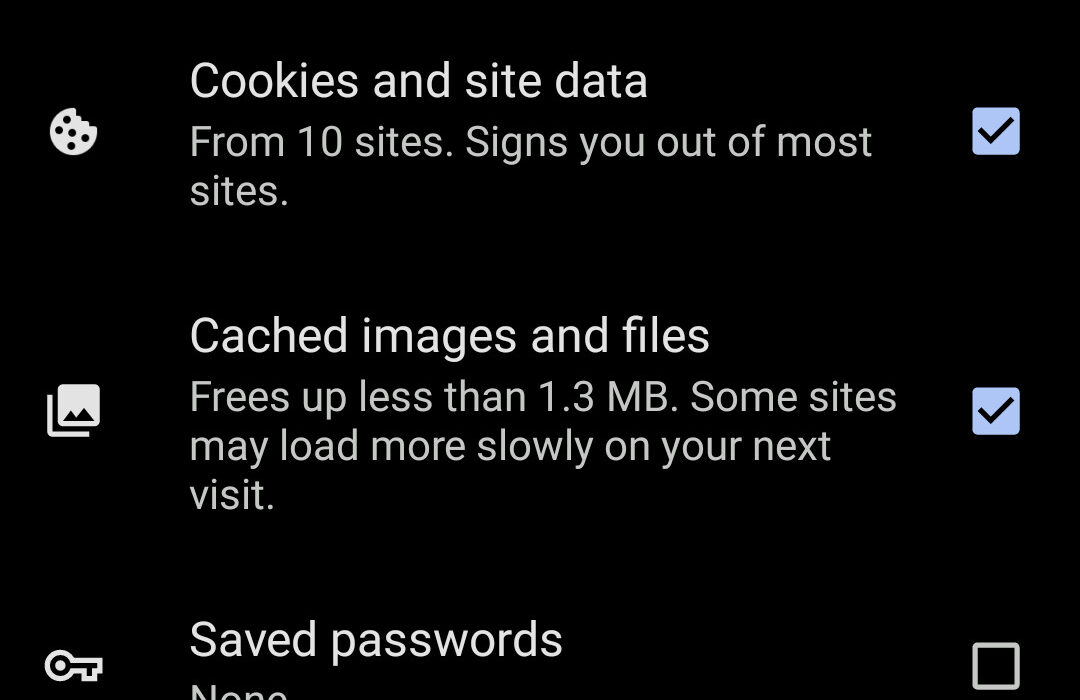 Cookies and site data
From 10 sites. Signs you out of most
sites.
Cached images and files
Frees up less than 1.3 MB. Some sites
may load more slowly on your next
visit.
Saved passwords
None